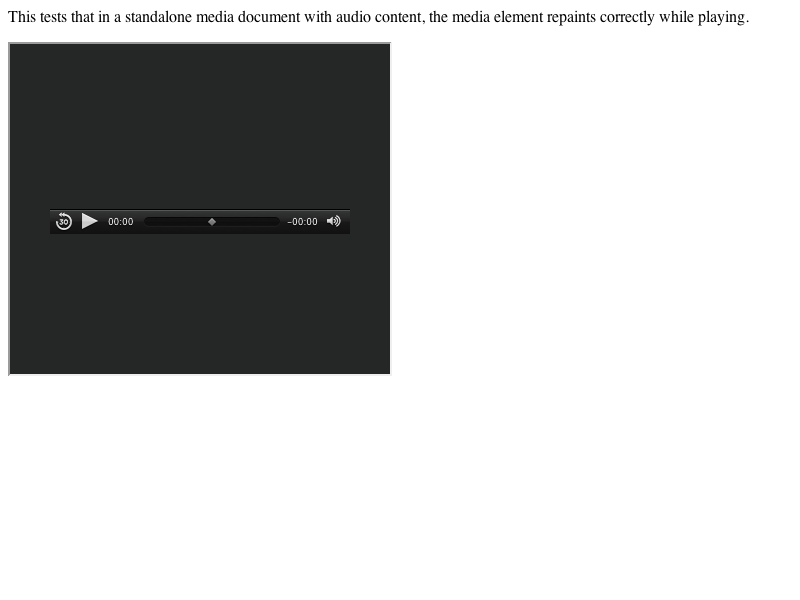 This tests that in a standalone media document with audio content, the media element repaints correctly while playing.
30
00:00
-00:00